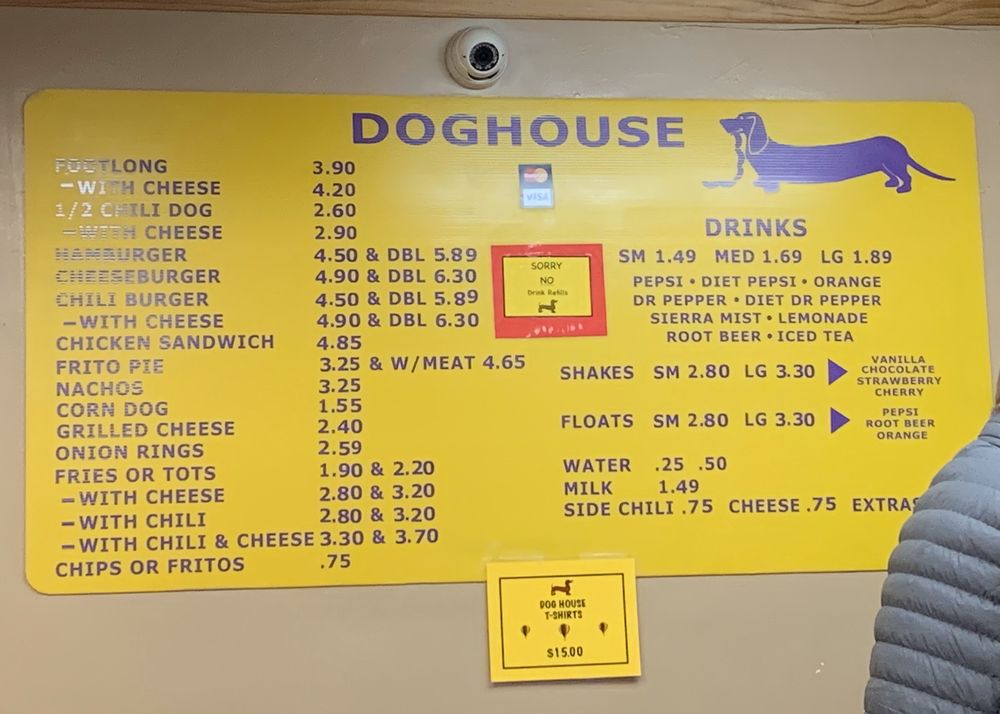 DOGHOUSE
FOOTLONG 3.90
–WITH CHEESE 4.20
1/2 CHILI DOG 2.60
–WITH CHEESE 2.90
HAMBURGER 4.50 & DBL 5.89
CHEESEBURGER 4.90 & DBL 6.30
CHILI BURGER 4.50 & DBL 5.89
–WITH CHEESE 4.90 & DBL 6.30
CHICKEN SANDWICH 4.85
FRITO PIE 3.25 & W/MEAT 4.65
NACHOS 3.25
CORN DOG 1.55
GRILLED CHEESE 2.40
ONION RINGS 2.59
FRIES OR TOTS 1.90 & 2.20
–WITH CHEESE 2.80 & 3.20
–WITH CHILI 2.80 & 3.20
–WITH CHILI & CHEESE 3.30 & 3.70
CHIPS OR FRITOS .75
VISA
SORRY
NO
Drink Refills
DRINKS
SM 1.49 MED 1.69 LG 1.89
PEPSI • DIET PEPSI • ORANGE
DR PEPPER • DIET DR PEPPER
SIERRA MIST • LEMONADE
ROOT BEER • ICED TEA
SHAKES SM 2.80 LG 3.30
VANILLA
CHOCOLATE
STRAWBERRY
CHERRY
FLOATS SM 2.80 LG 3.30
PEPSI
ROOT BEER
ORANGE
WATER .25 .50
MILK 1.49
SIDE CHILI .75 CHEESE .75 EXTRAS
DOG HOUSE
T-SHIRTS
$15.00